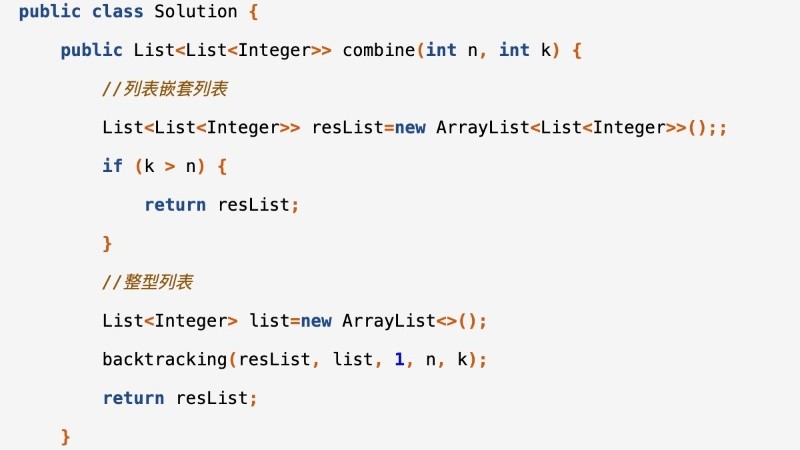 public class Solution {
public List<List<Integer>> combine(int n, int k) {
//列表嵌套列表
List<List<Integer>> resList=new ArrayList<List<Integer>>();;
if (k > n) {
return resList;
}
//整型列表
List<Integer> list=new ArrayList<>();
backtracking(resList, list, 1, n, k);
return resList;
}